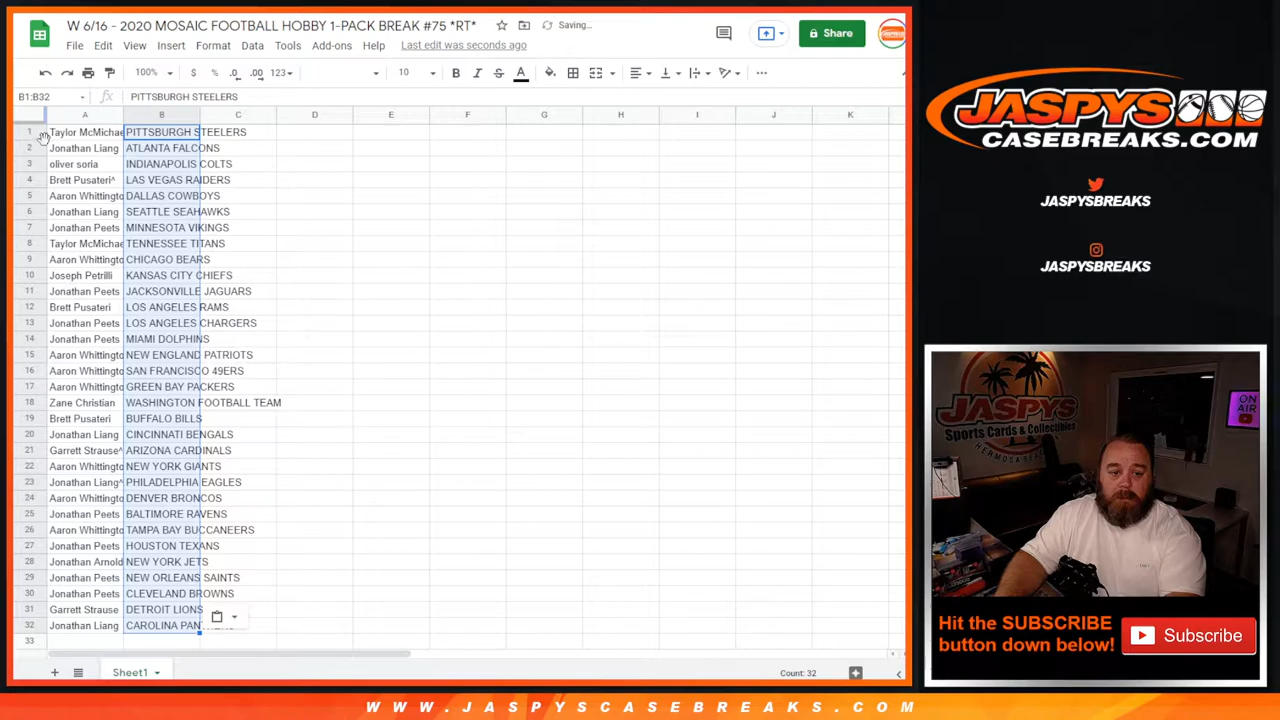 W 6/16 - 2020 MOSAIC FOOTBALL HOBBY 1-PACK BREAK #75 *RT*
Saving...
File Edit View Insert Format Data Tools Add-ons Help Last edit was seconds ago
Share
100% $ % .0 .00 123 10 B I S A
B1:B32 fx PITTSBURGH STEELERS
A B C D E F G H I J K
1 Taylor McMichae PITTSBURGH STEELERS
2 Jonathan Liang ATLANTA FALCONS
3 oliver soria INDIANAPOLIS COLTS
4 Brett Pusateri^ LAS VEGAS RAIDERS
5 Aaron Whittingto DALLAS COWBOYS
6 Jonathan Liang SEATTLE SEAHAWKS
7 Jonathan Peets MINNESOTA VIKINGS
8 Taylor McMichae TENNESSEE TITANS
9 Aaron Whittingto CHICAGO BEARS
10 Joseph Petrilli KANSAS CITY CHIEFS
11 Jonathan Peets JACKSONVILLE JAGUARS
12 Brett Pusateri LOS ANGELES RAMS
13 Jonathan Peets LOS ANGELES CHARGERS
14 Jonathan Peets MIAMI DOLPHINS
15 Aaron Whittingto NEW ENGLAND PATRIOTS
16 Aaron Whittingto SAN FRANCISCO 49ERS
17 Aaron Whittingto GREEN BAY PACKERS
18 Zane Christian WASHINGTON FOOTBALL TEAM
19 Brett Pusateri BUFFALO BILLS
20 Jonathan Liang CINCINNATI BENGALS
21 Garrett Strause^ ARIZONA CARDINALS
22 Aaron Whittingto NEW YORK GIANTS
23 Jonathan Liang^ PHILADELPHIA EAGLES
24 Aaron Whittingto DENVER BRONCOS
25 Jonathan Peets BALTIMORE RAVENS
26 Aaron Whittingto TAMPA BAY BUCCANEERS
27 Jonathan Peets HOUSTON TEXANS
28 Jonathan Arnold NEW YORK JETS
29 Jonathan Peets NEW ORLEANS SAINTS
30 Jonathan Peets CLEVELAND BROWNS
31 Garrett Strause DETROIT LIONS
32 Jonathan Liang CAROLINA PAN
33
Sheet1
Count: 32
JASPYS
CASEBREAKS.COM
JASPYSBREAKS
JASPYSBREAKS
JASPYS
Sports Cards & Collectibles
HERMOSA BEACH
ON AIR
Hit the SUBSCRIBE
button down below!
Subscribe
WWW.JASPYSCASEBREAKS.COM